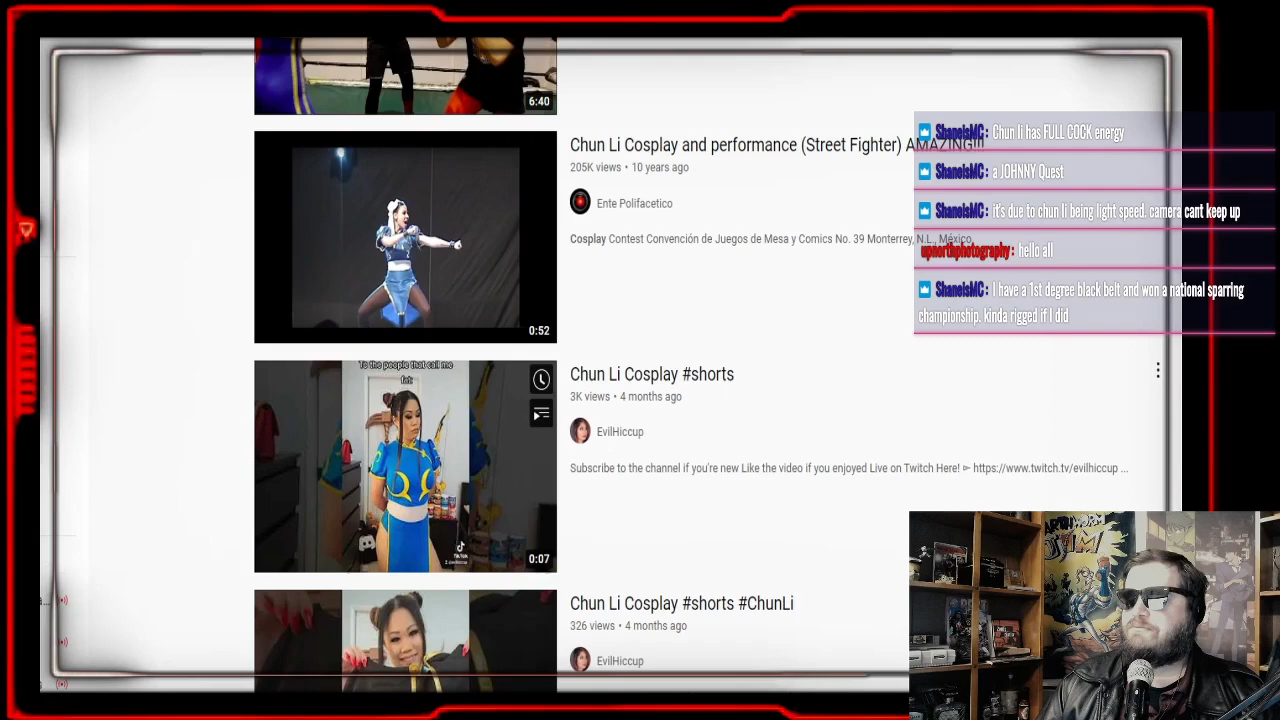 6:40
Chun Li Cosplay and performance (Street Fighter) AMAZING!!!
205K views • 10 years ago
Ente Polifacetico
Cosplay Contest Convención de Juegos de Mesa y Comics No. 39 Monterrey, N.L., México
0:52
To the people that call me
fat:
Chun Li Cosplay #shorts
3K views • 4 months ago
EvilHiccup
Subscribe to the channel if you're new Like the video if you enjoyed Live on Twitch Here! ⊳ https://www.twitch.tv/evilhiccup ...
TikTok
0:07
Chun Li Cosplay #shorts #ChunLi
326 views • 4 months ago
EvilHiccup
ShaneIsMC: Chun li has FULL COCK energy
ShaneIsMC: a JOHNNY Quest
ShaneIsMC: it's due to chun li being light speed. camera cant keep up
upnorthphotography: hello all
ShaneIsMC: I have a 1st degree black belt and won a national sparring
championship. kinda rigged if I did